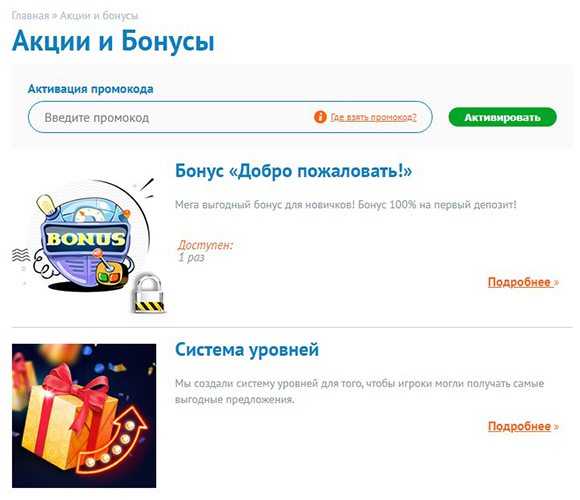 Главная » Акции и бонусы
Акции и Бонусы
Активация промокода
Введите промокод
i Где взять промокод?
Активировать
Бонус «Добро пожаловать!»
Мега выгодный бонус для новичков! Бонус 100% на первый депозит!
BONUS
Доступен:
1 раз
Подробнее »
Система уровней
Мы создали систему уровней для того, чтобы игроки могли получать самые
выгодные предложения.
Подробнее »